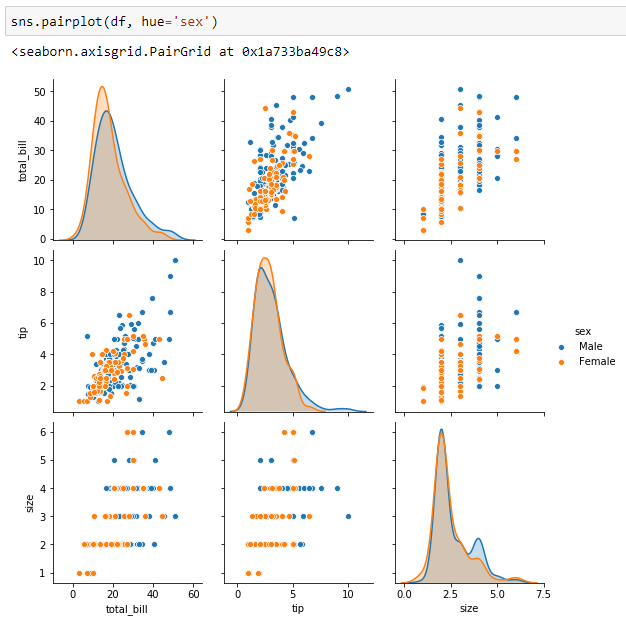 sns.pairplot(df, hue='sex')
<seaborn.axisgrid.PairGrid at 0x1a733ba49c8>
50
40
30
20
10
0
total_bill
10
8
6
4
2
tip
sex
Male
Female
6
5
4
3
2
1
size
0 20 40 60
total_bill
0 5 10
tip
0.0 2.5 5.0 7.5
size